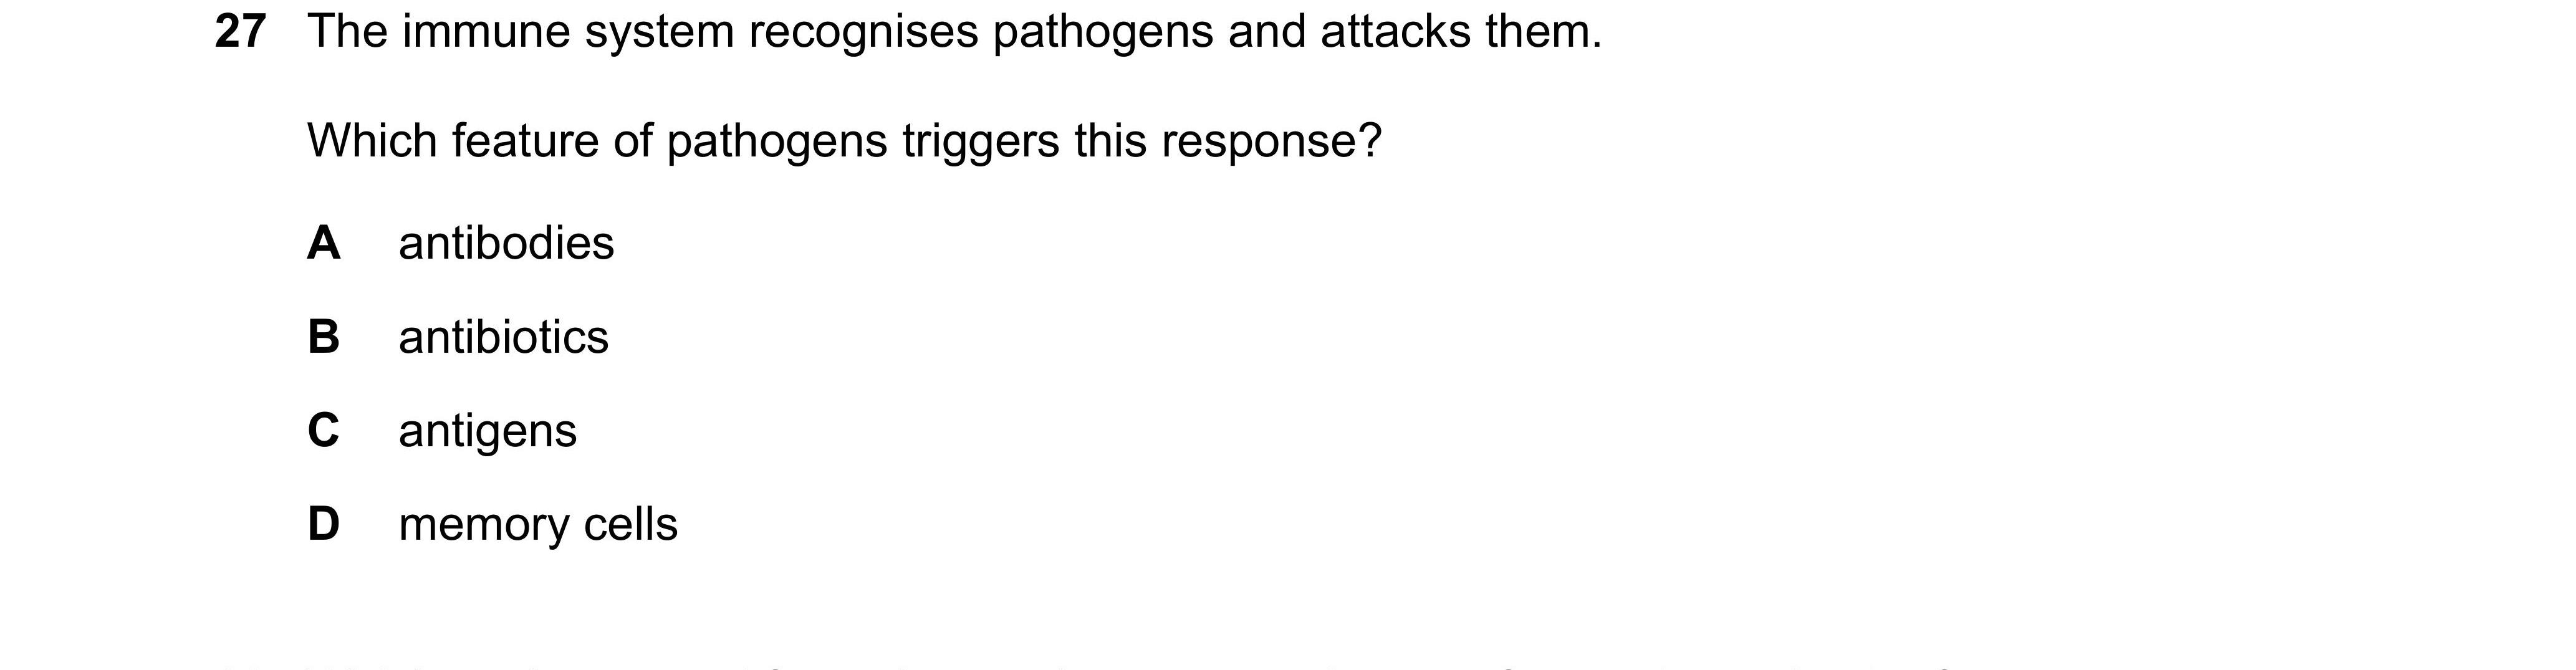 27 The immune system recognises pathogens and attacks them.
Which feature of pathogens triggers this response?
A antibodies
B antibiotics
C antigens
D memory cells